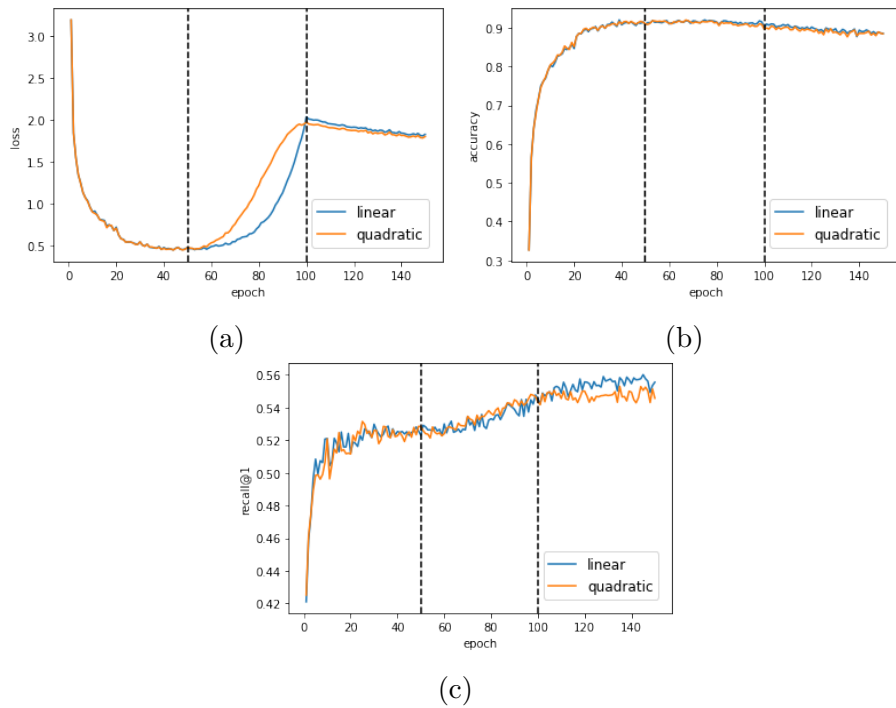 3.0
2.5
2.0
1.5
1.0
0.5
loss
0 20 40 60 80 100 120 140
epoch
linear
quadratic
(a)
0.9
0.8
0.7
0.6
0.5
0.4
0.3
accuracy
0 20 40 60 80 100 120 140
epoch
linear
quadratic
(b)
0.56
0.54
0.52
0.50
0.48
0.46
0.44
0.42
recall@1
0 20 40 60 80 100 120 140
epoch
linear
quadratic
(c)